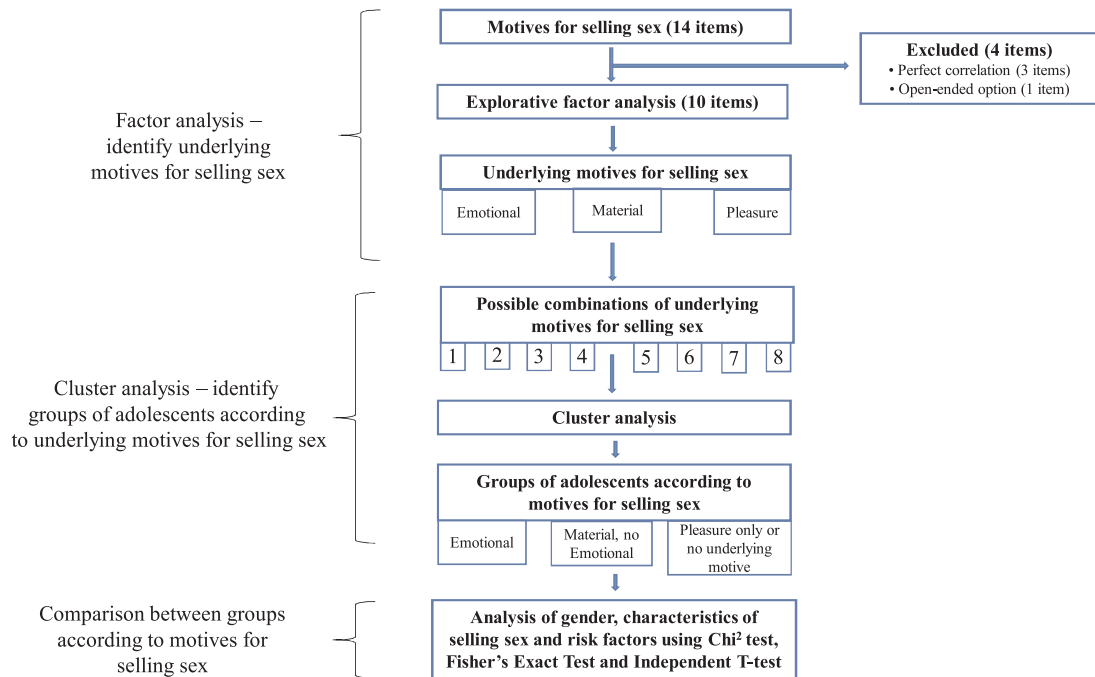 Motives for selling sex (14 items)
Excluded (4 items)
• Perfect correlation (3 items)
• Open-ended option (1 item)
Explorative factor analysis (10 items)
Factor analysis –
identify underlying
motives for selling sex
Underlying motives for selling sex
Emotional
Material
Pleasure
Possible combinations of underlying
motives for selling sex
1 2 3 4 5 6 7 8
Cluster analysis – identify
groups of adolescents according
to underlying motives for selling sex
Cluster analysis
Groups of adolescents according to
motives for selling sex
Emotional
Material, no
Emotional
Pleasure only or
no underlying
motive
Comparison between groups
according to motives for
selling sex
Analysis of gender, characteristics of
selling sex and risk factors using Chi² test,
Fisher's Exact Test and Independent T-test